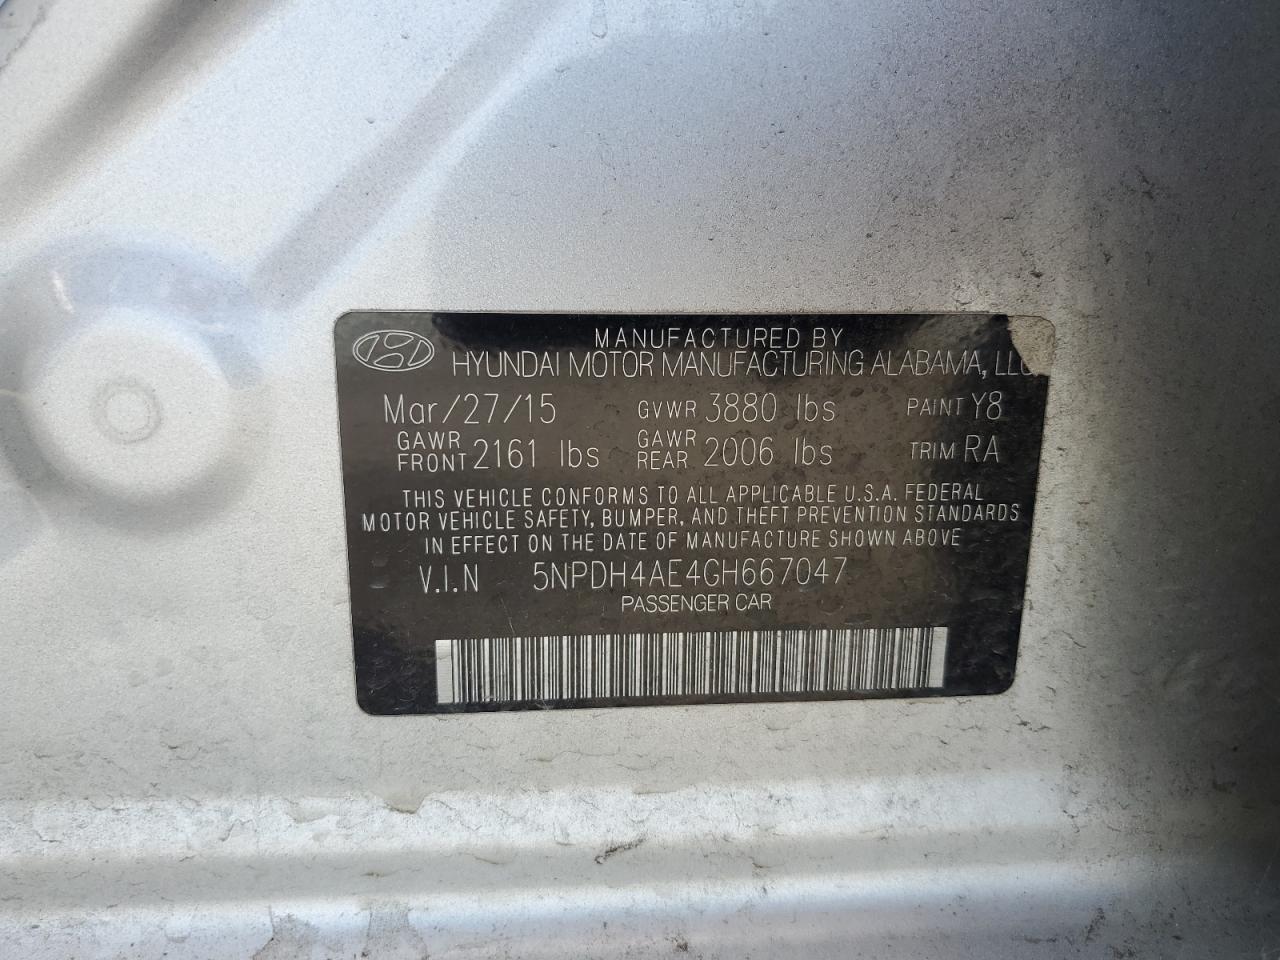 MANUFACTURED BY
HYUNDAI MOTOR MANUFACTURING ALABAMA, LLC
Mar/27/15 GVWR 3880 lbs PAINT Y8
GAWR FRONT 2161 lbs GAWR REAR 2006 lbs TRIM RA
THIS VEHICLE CONFORMS TO ALL APPLICABLE U.S.A. FEDERAL
MOTOR VEHICLE SAFETY, BUMPER, AND THEFT PREVENTION STANDARDS
IN EFFECT ON THE DATE OF MANUFACTURE SHOWN ABOVE
V.I.N 5NPDH4AE4GH667047
PASSENGER CAR